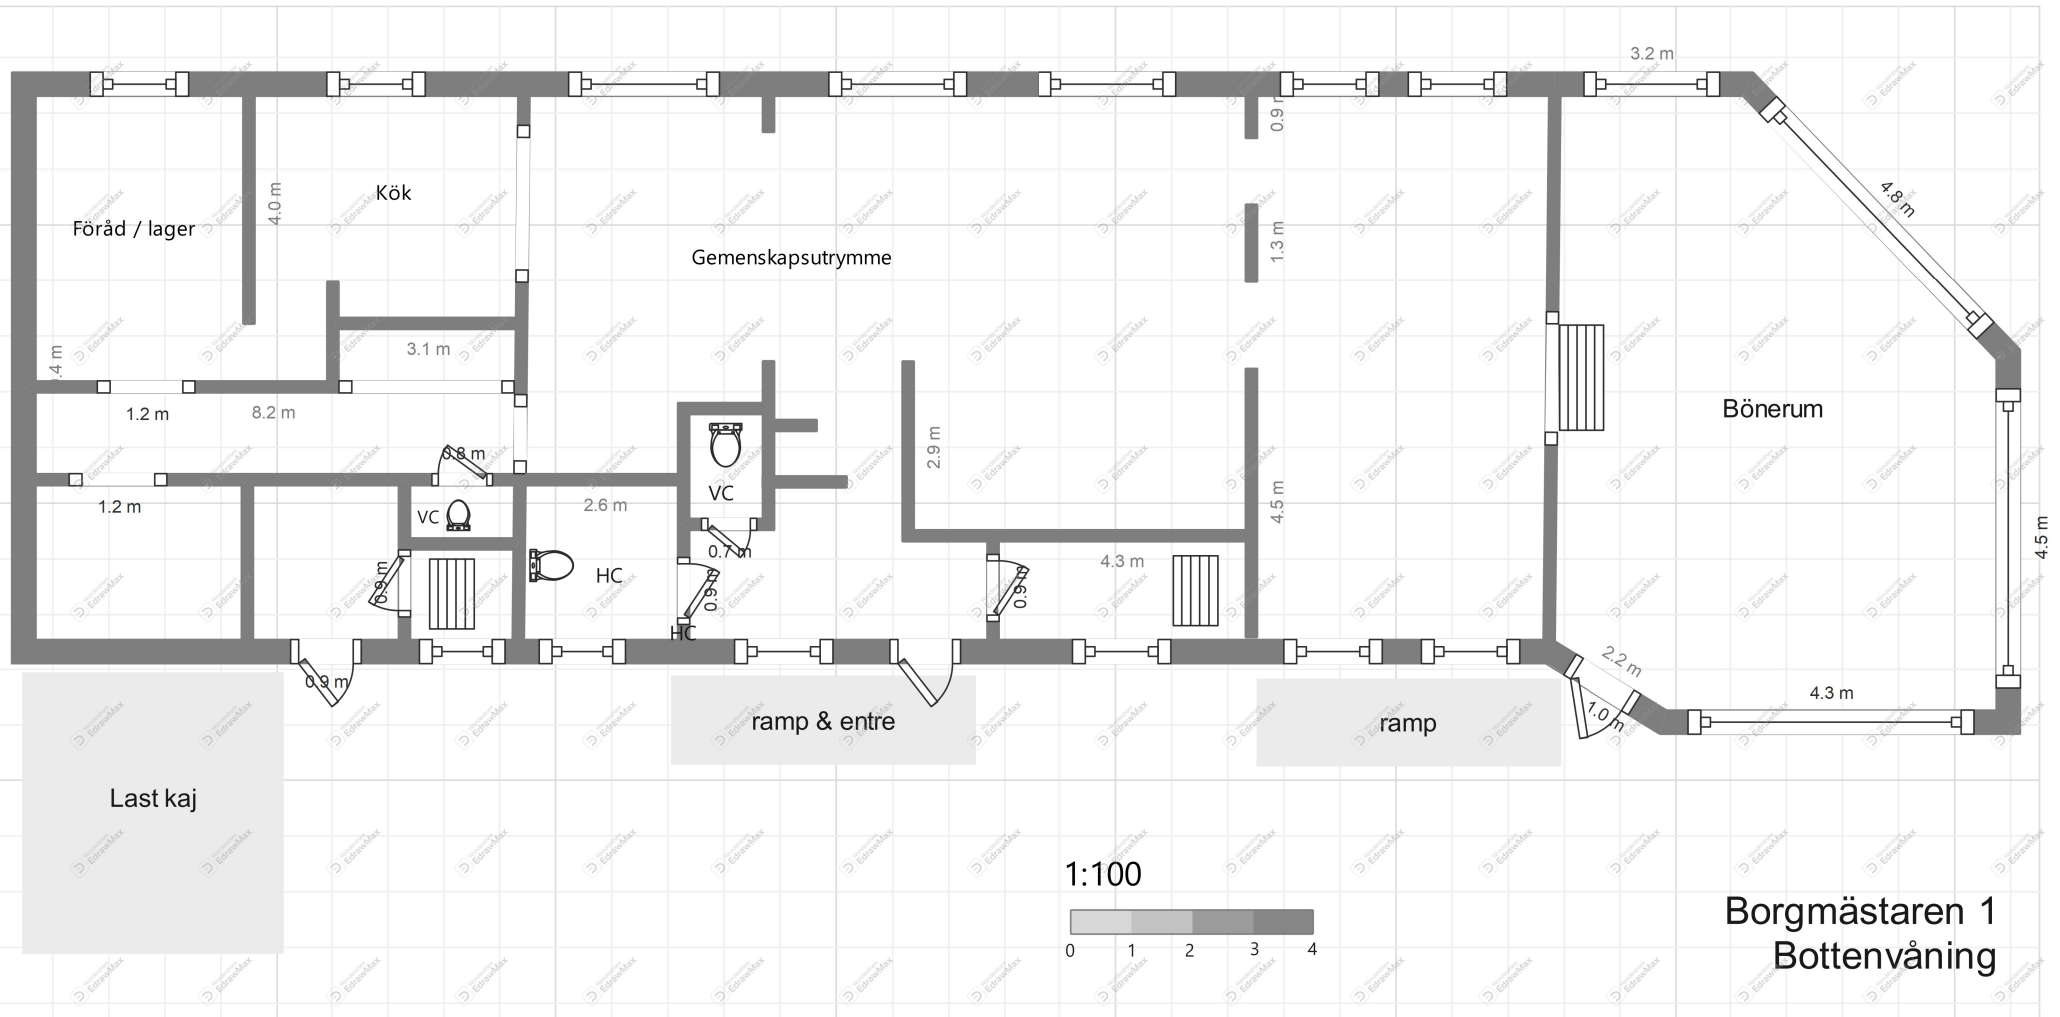 3.2 m
0.9 m
4.0 m
Kök
Föråd / lager
4.8 m
1.3 m
Gemenskapsutrymme
3.1 m
.4 m
1.2 m
8.2 m
Bönerum
2.9 m
0.8 m
VC
1.2 m
2.6 m
4.5 m
VC
4.5 m
0.7 m
4.3 m
HC
0.9 m
0.9 m
0.9 m
HC
2.2 m
0.9 m
4.3 m
1.0 m
ramp & entre
ramp
Last kaj
1:100
0 1 2 3 4
Borgmästaren 1
Bottenvåning
EdrawMax